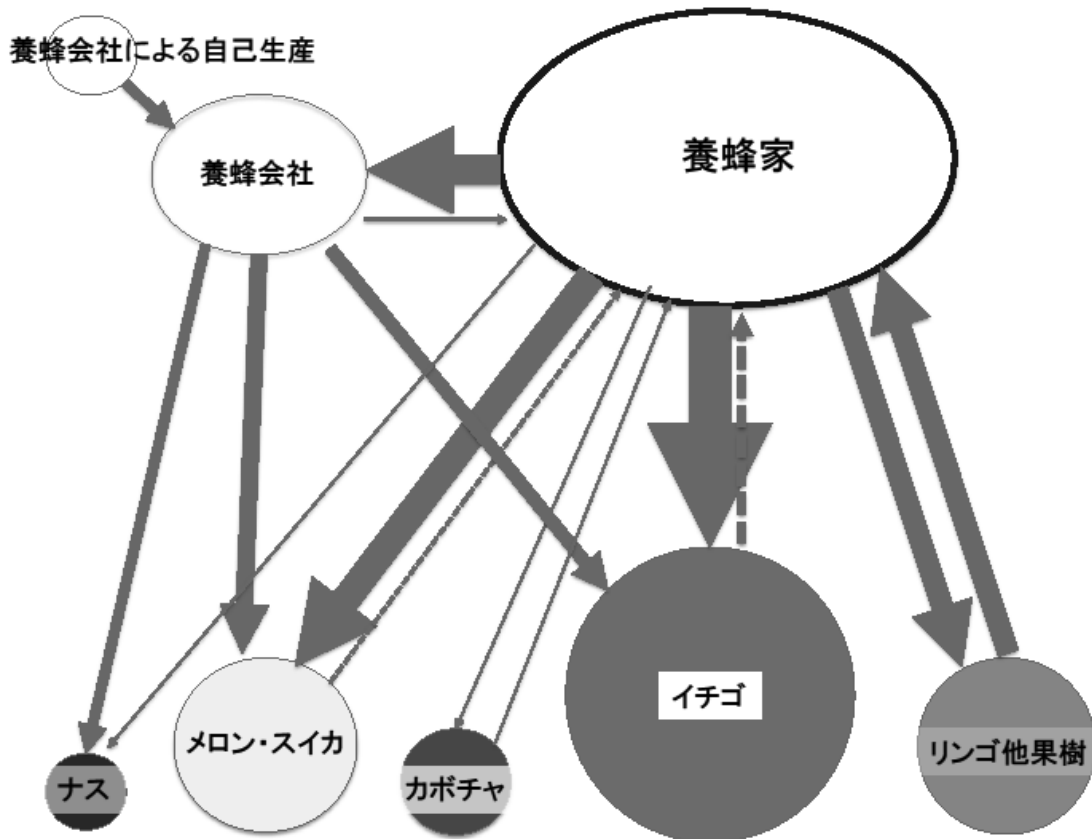 養蜂会社による自己生産
養蜂家
養蜂会社
イチゴ
メロン・スイカ
リンゴ他果樹
ナス
カボチャ